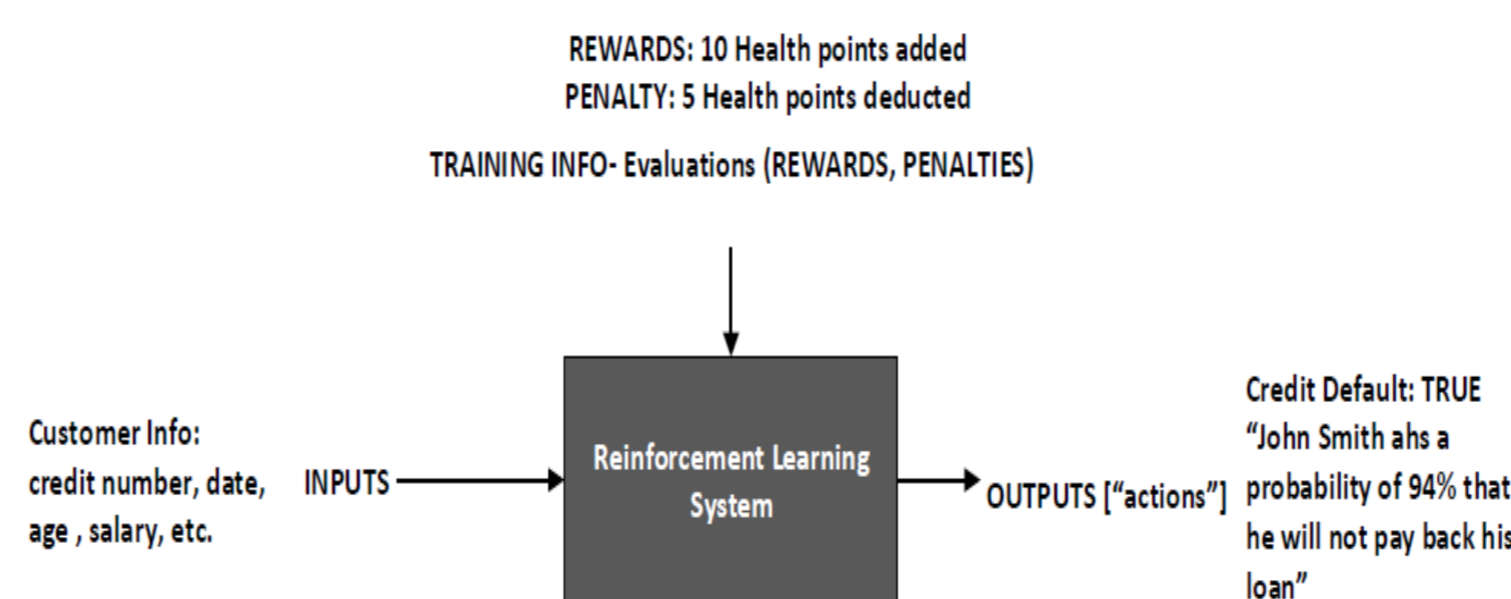 REWARDS: 10 Health points added
PENALTY: 5 Health points deducted
TRAINING INFO- Evaluations (REWARDS, PENALTIES)
Customer Info:
credit number, date,
age , salary, etc.
INPUTS
Reinforcement Learning
System
OUTPUTS ["actions"]
Credit Default: TRUE
“John Smith ahs a
probability of 94% that
he will not pay back his
loan”